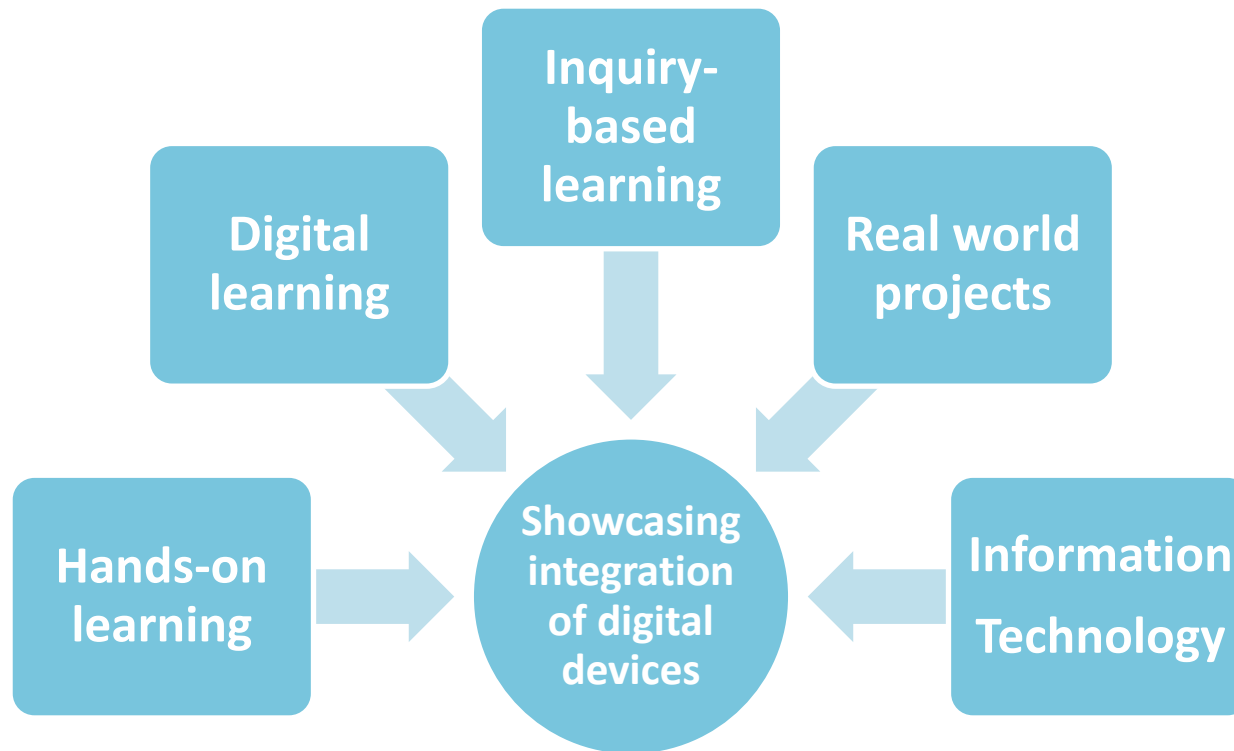 Inquiry-
based
learning
Digital
learning
Real world
projects
Hands-on
learning
Showcasing
integration
of digital
devices
Information
Technology